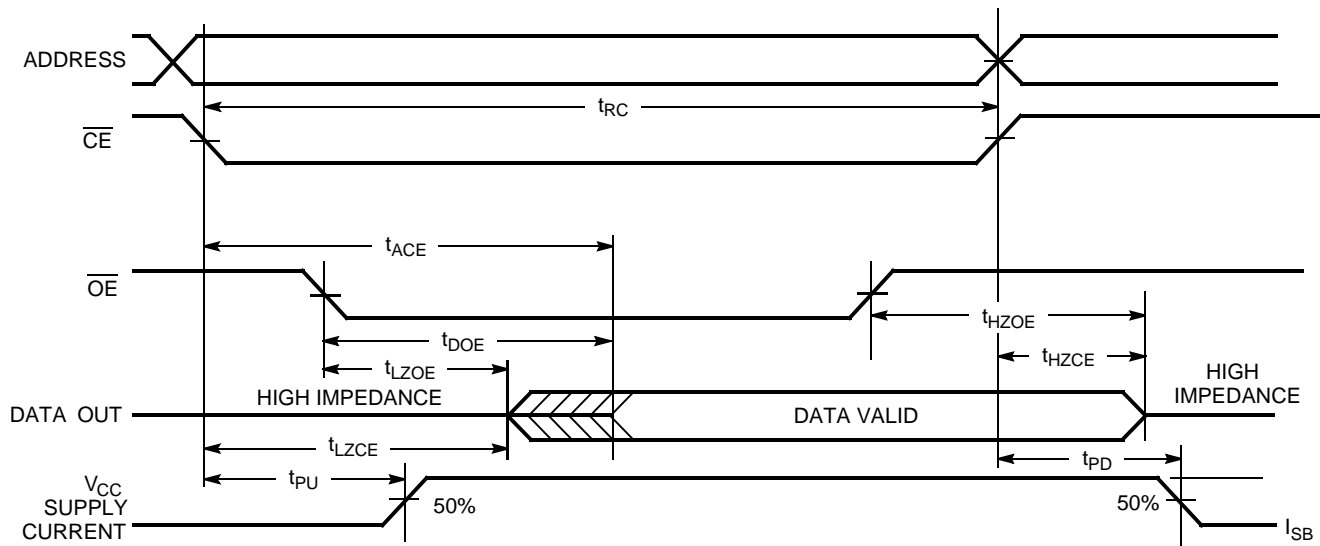 ADDRESS
tRC
CE
tACE
OE
tHZOE
tDOE
tHZCE
tLZOE
HIGH
IMPEDANCE
HIGH IMPEDANCE
DATA OUT
DATA VALID
tLZCE
tPD
tPU
VCC
SUPPLY
CURRENT
50%
50%
ISB